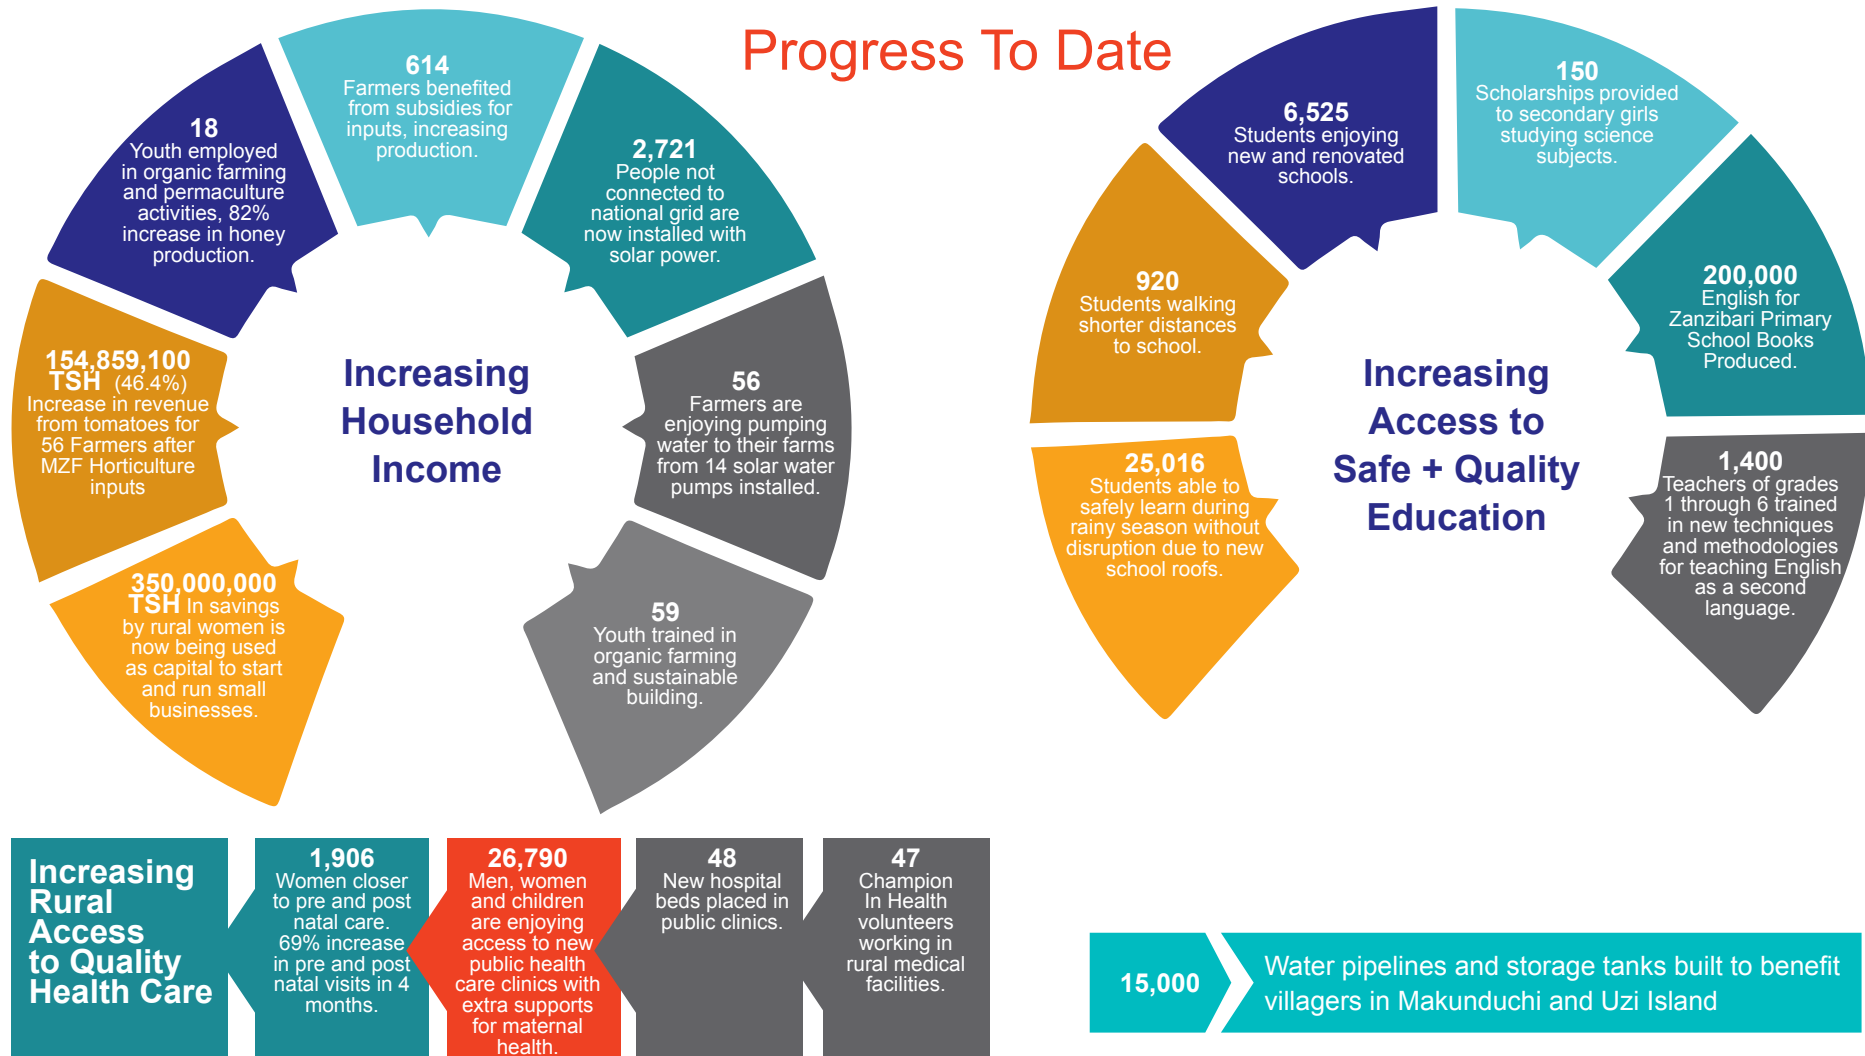 Progress To Date
614
Farmers benefited
from subsidies for
inputs, increasing
production.
18
Youth employed
in organic farming
and permaculture
activities, 82%
increase in honey
production.
2,721
People not
connected to
national grid are
now installed with
solar power.
154,859,100
TSH (46.4%)
Increase in revenue
from tomatoes for
56 Farmers after
MZF Horticulture
inputs
Increasing
Household
Income
56
Farmers are
enjoying pumping
water to their farms
from 14 solar water
pumps installed.
350,000,000
TSH In savings
by rural women is
now being used
as capital to start
and run small
businesses.
59
Youth trained in
organic farming
and sustainable
building.
6,525
Students enjoying
new and renovated
schools.
150
Scholarships provided
to secondary girls
studying science
subjects.
920
Students walking
shorter distances
to school.
200,000
English for
Zanzibari Primary
School Books
Produced.
Increasing
Access to
Safe + Quality
Education
25,016
Students able to
safely learn during
rainy season without
disruption due to new
school roofs.
1,400
Teachers of grades
1 through 6 trained
in new techniques
and methodologies
for teaching English
as a second
language.
Increasing
Rural
Access
to Quality
Health Care
1,906
Women closer
to pre and post
natal care.
69% increase
in pre and post
natal visits in 4
months.
26,790
Men, women
and children
are enjoying
access to new
public health
care clinics with
extra supports
for maternal
health.
48
New hospital
beds placed in
public clinics.
47
Champion
In Health
volunteers
working in
rural medical
facilities.
15,000
Water pipelines and storage tanks built to benefit
villagers in Makunduchi and Uzi Island